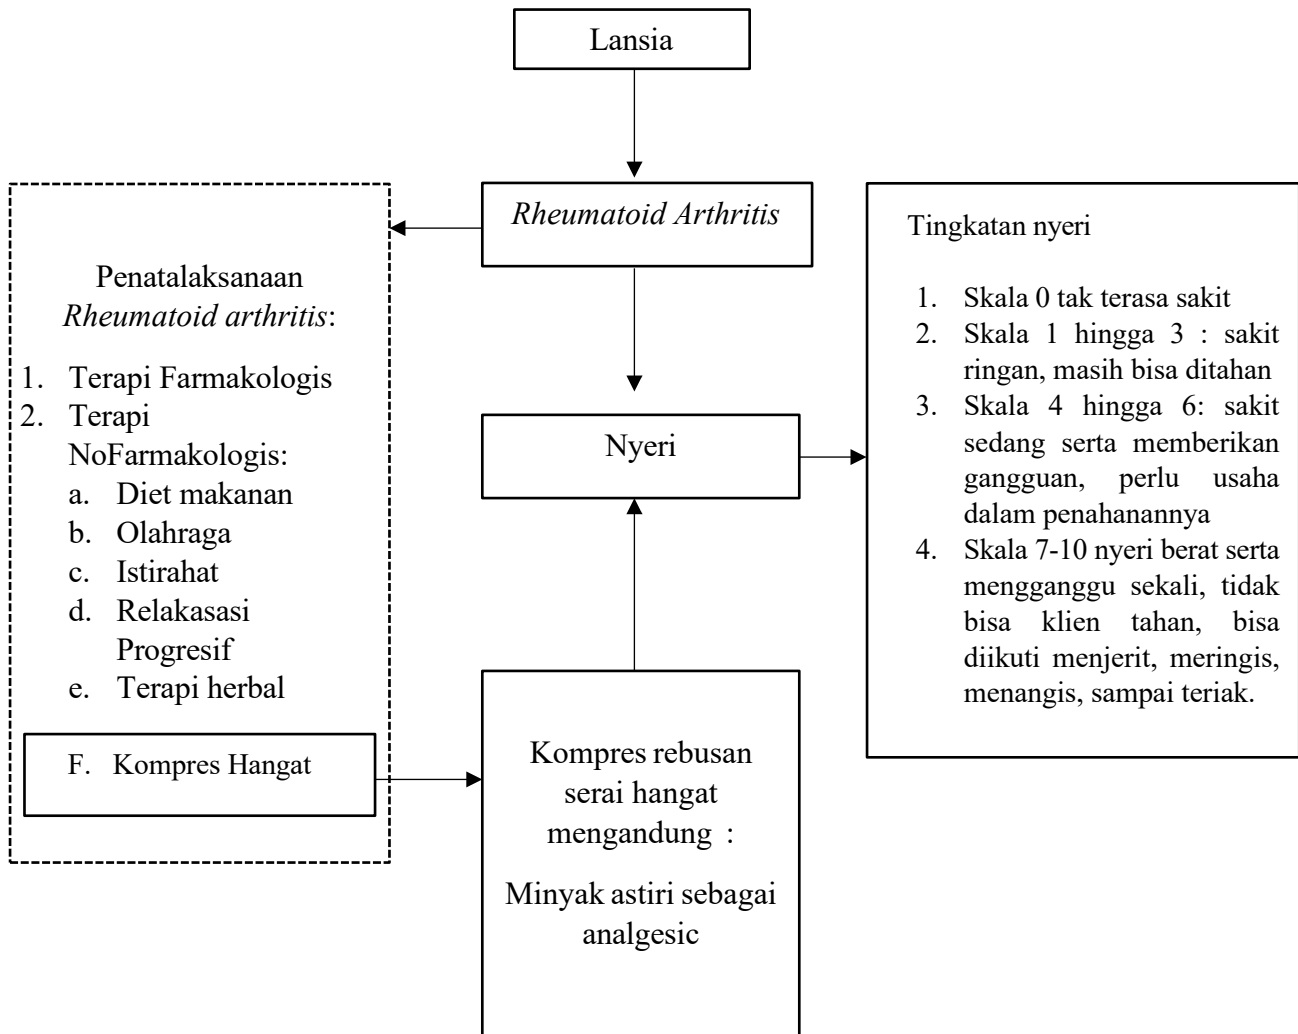 Lansia
Rheumatoid Arthritis
Penatalaksanaan
Rheumatoid arthritis:
1. Terapi Farmakologis
2. Terapi
NoFarmakologis:
a. Diet makanan
b. Olahraga
c. Istirahat
d. Relakasasi
Progresif
e. Terapi herbal
F. Kompres Hangat
Nyeri
Kompres rebusan
serai hangat
mengandung :
Minyak astiri sebagai
analgesic
Tingkatan nyeri
1. Skala 0 tak terasa sakit
2. Skala 1 hingga 3 : sakit
ringan, masih bisa ditahan
3. Skala 4 hingga 6: sakit
sedang serta memberikan
gangguan, perlu usaha
dalam penahanannya
4. Skala 7-10 nyeri berat serta
mengganggu sekali, tidak
bisa klien tahan, bisa
diikuti menjerit, meringis,
menangis, sampai teriak.